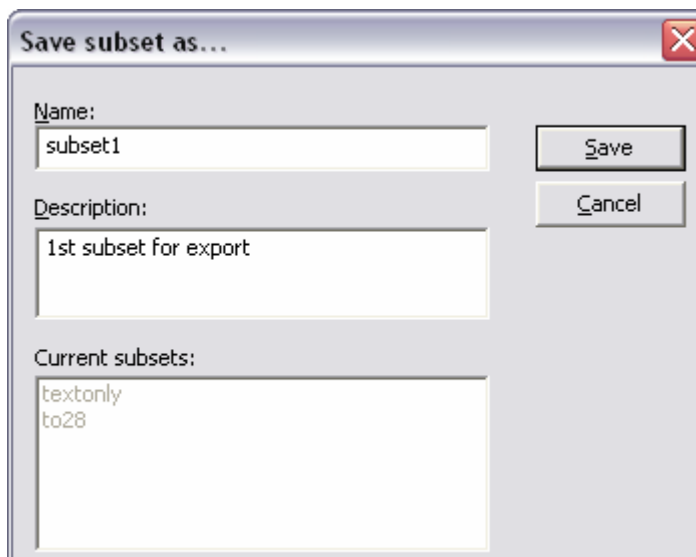 Save subset as...
Name:
subset1
Save
Cancel
Description:
1st subset for export
Current subsets:
textonly
to28